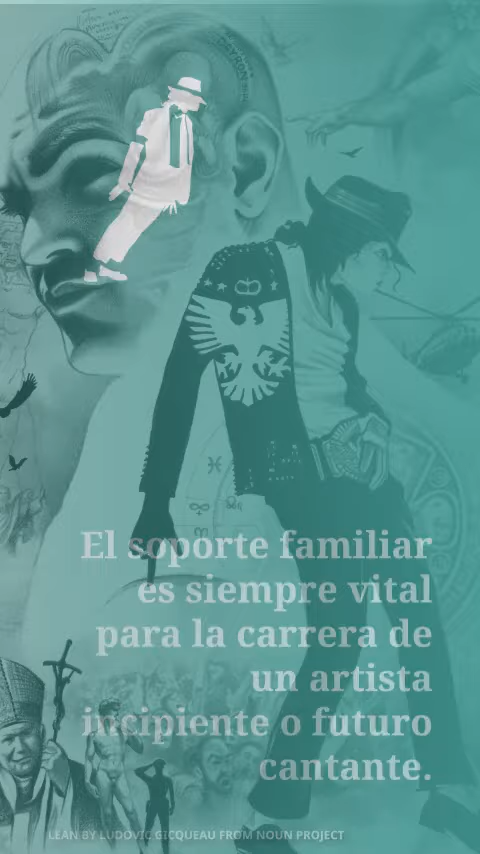 El soporte familiar
es siempre vital
para la carrera de
un artista
incipiente o futuro
cantante.
LEAN BY LUDOVIC GICQUEAU FROM NOUN PROJECT